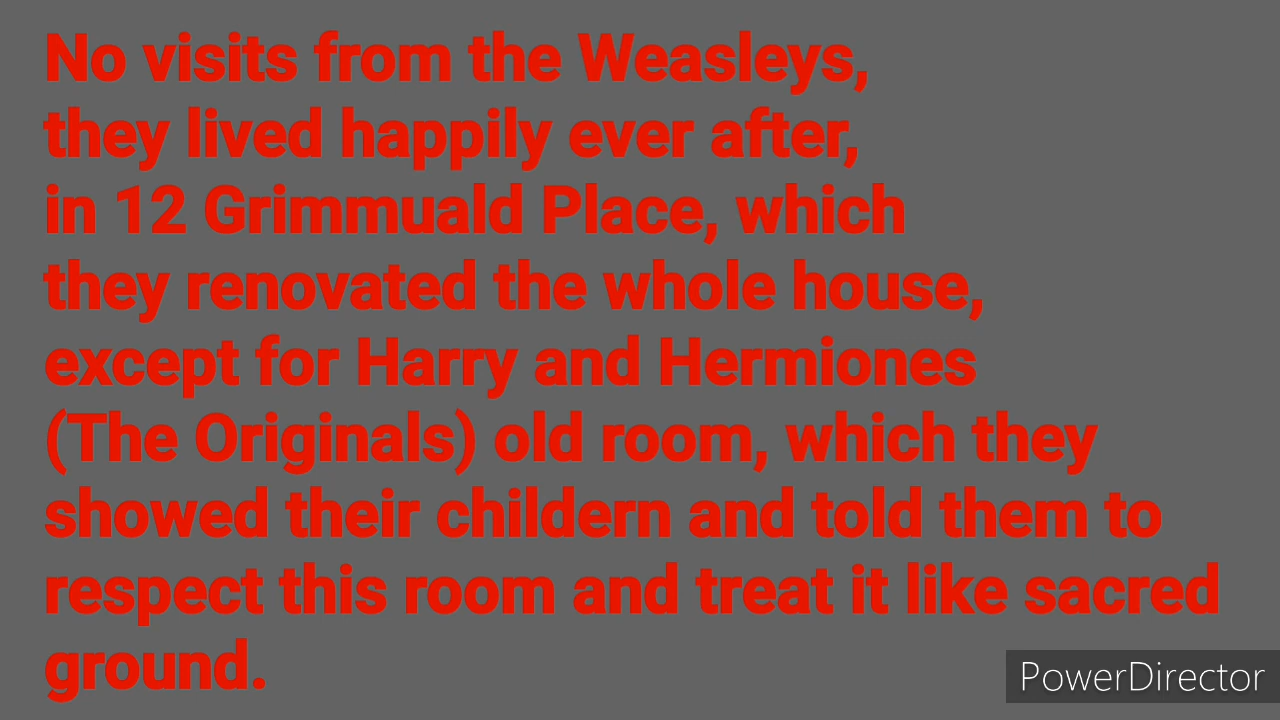 No visits from the Weasleys,
they lived happily ever after,
in 12 Grimmuald Place, which
they renovated the whole house,
except for Harry and Hermiones
(The Originals) old room, which they
showed their childern and told them to
respect this room and treat it like sacred
ground.
PowerDirector